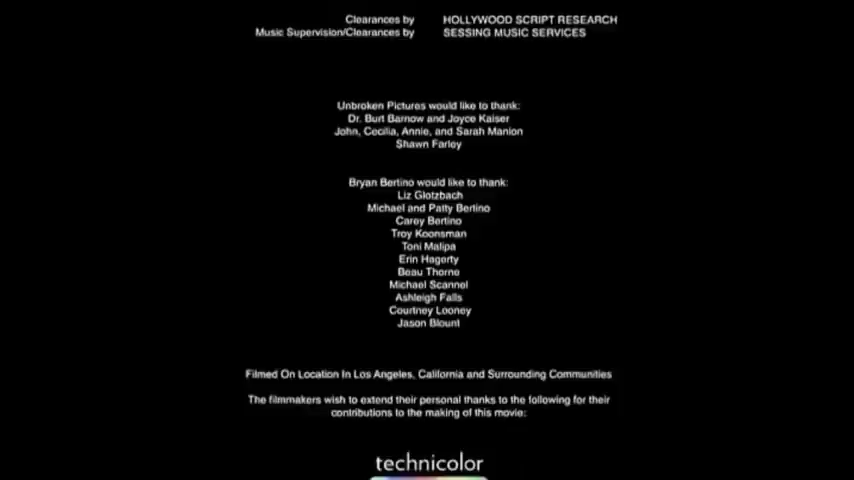 Clearances by HOLLYWOOD SCRIPT RESEARCH
Music Supervision/Clearances by SESSING MUSIC SERVICES
Unbroken Pictures would like to thank:
Dr. Burt Barnow and Joyce Kaiser
John, Cecilia, Annie, and Sarah Manion
Shawn Farley
Bryan Bertino would like to thank:
Liz Glotzbach
Michael and Patty Bertino
Carey Bertino
Troy Koonsman
Toni Malipa
Erin Hagerty
Beau Thorne
Michael Scannel
Ashleigh Falls
Courtney Looney
Jason Blount
Filmed On Location In Los Angeles, California and Surrounding Communities
The filmmakers wish to extend their personal thanks to the following for their
contributions to the making of this movie:
technicolor